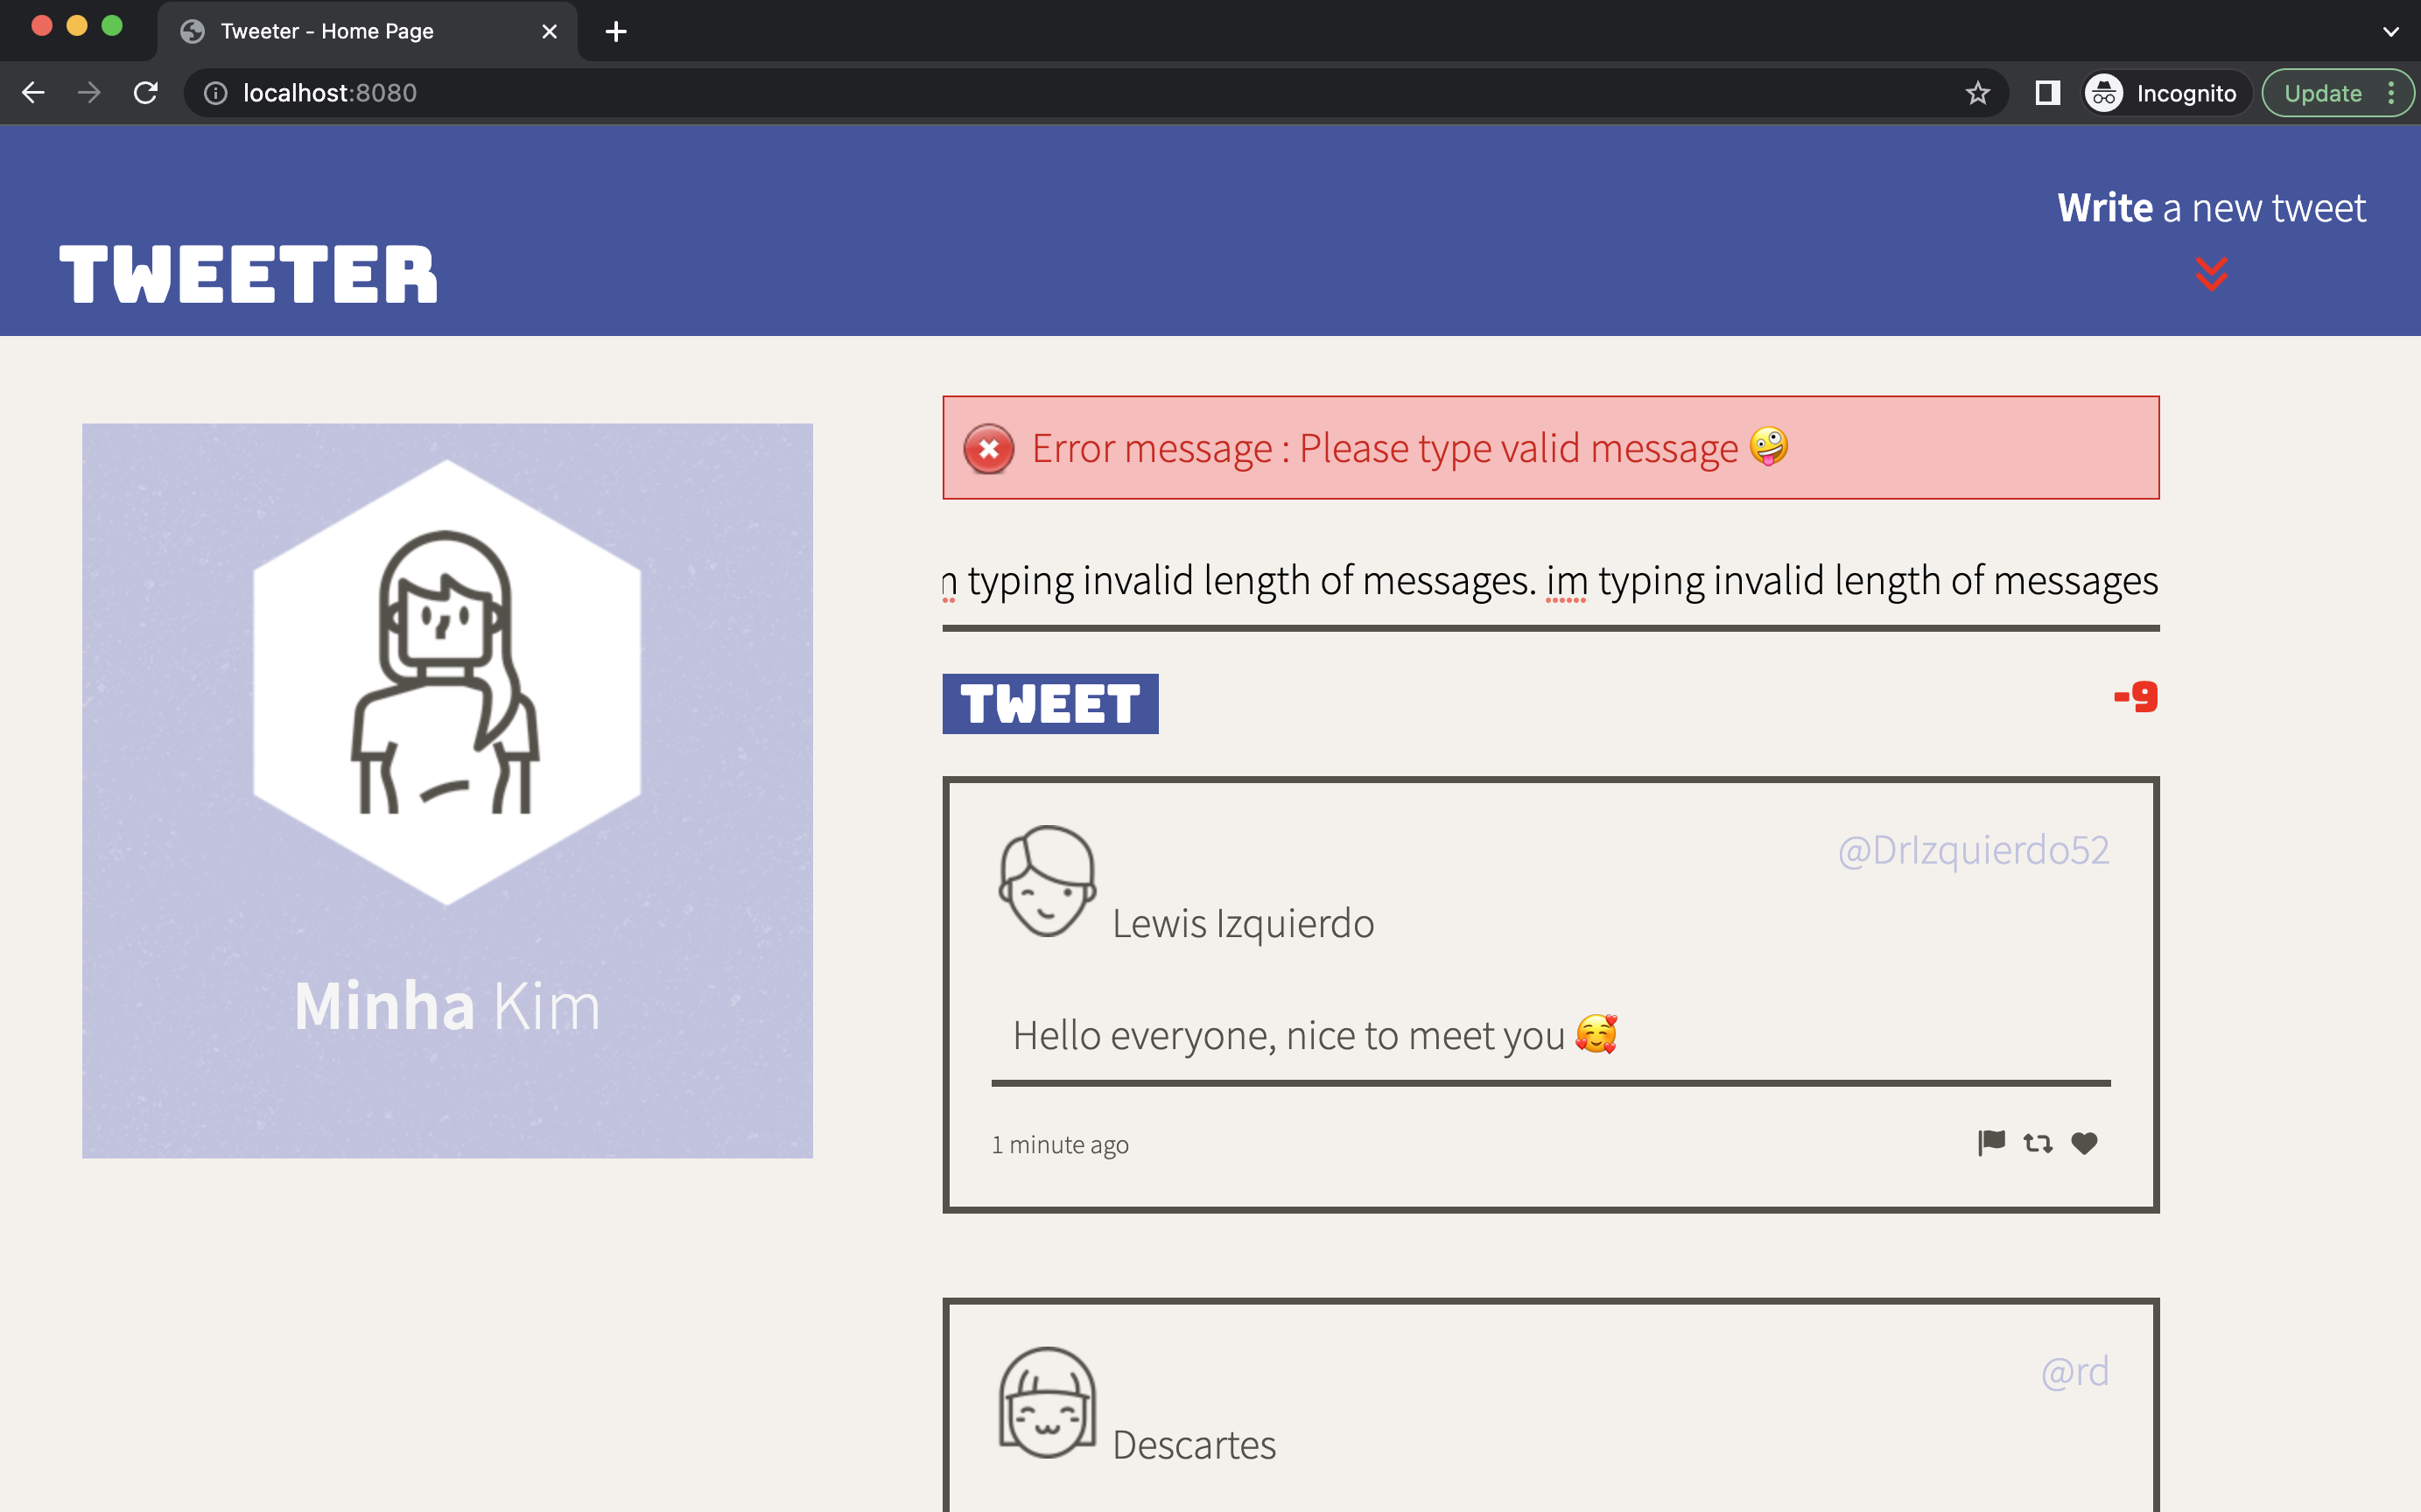 Tweeter - Home Page
localhost:8080
Incognito
Update
Write a new tweet
TWEETER
Error message : Please type valid message 🤪
typing invalid length of messages. im typing invalid length of messages
TWEET
-9
Minha Kim
@DrIzquierdo52
Lewis Izquierdo
Hello everyone, nice to meet you 🥰
1 minute ago
@rd
Descartes